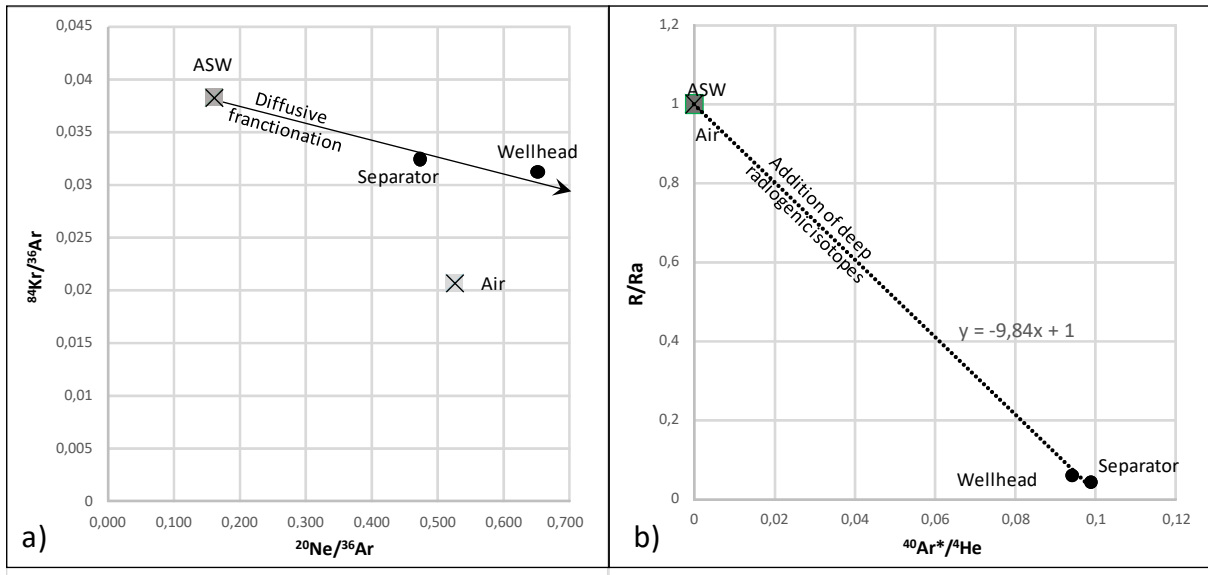 0,045
0,04
0,035
0,03
0,025
0,02
0,015
0,01
0,005
0
ASW
Diffusive
franctionation
Separator
Wellhead
Air
84Kr/36Ar
0,000 0,100 0,200 0,300 0,400 0,500 0,600 0,700
20Ne/36Ar
a)
1,2
1
0,8
0,6
0,4
0,2
0
ASW
Air
Addition of deep
radiogenic isotopes
y = -9,84x + 1
Wellhead
Separator
R/Ra
0 0,02 0,04 0,06 0,08 0,1 0,12
40Ar*/4He
b)